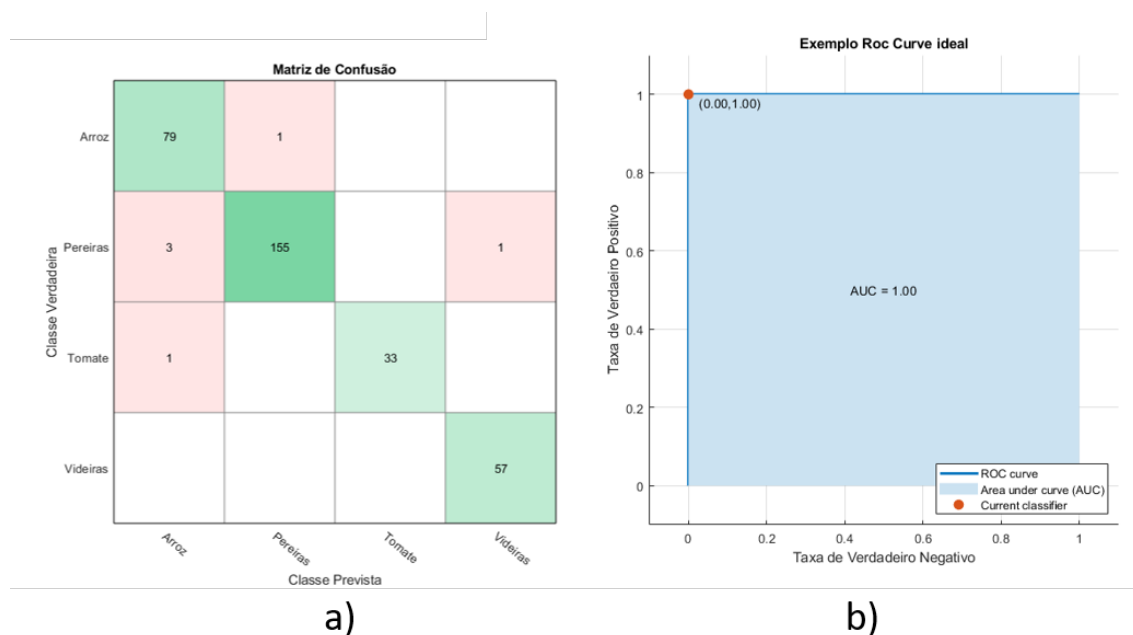 Matriz de Confusão
Arroz
79
1
Pereiras
3
155
1
Tomate
1
33
Videiras
57
Classe Verdadeira
Arroz
Pereiras
Tomate
Videiras
Classe Prevista
a)
Exemplo Roc Curve ideal
1
0.8
0.6
0.4
0.2
0
Taxa de Verdaeiro Positivo
(0.00,1.00)
AUC = 1.00
ROC curve
Area under curve (AUC)
Current classifier
0
0.2
0.4
0.6
0.8
1
Taxa de Verdadeiro Negativo
b)